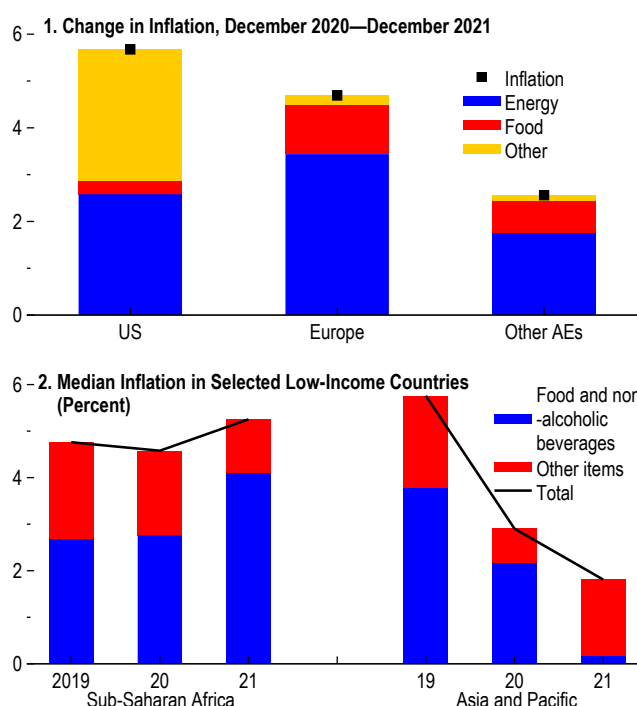 1. Change in Inflation, December 2020—December 2021
6
4
2
0
Inflation
Energy
Food
Other
US Europe Other AEs
2. Median Inflation in Selected Low-Income Countries
(Percent)
6
4
2
0
Food and non
-alcoholic
beverages
Other items
Total
2019 20 21 19 20 21
Sub-Saharan Africa Asia and Pacific